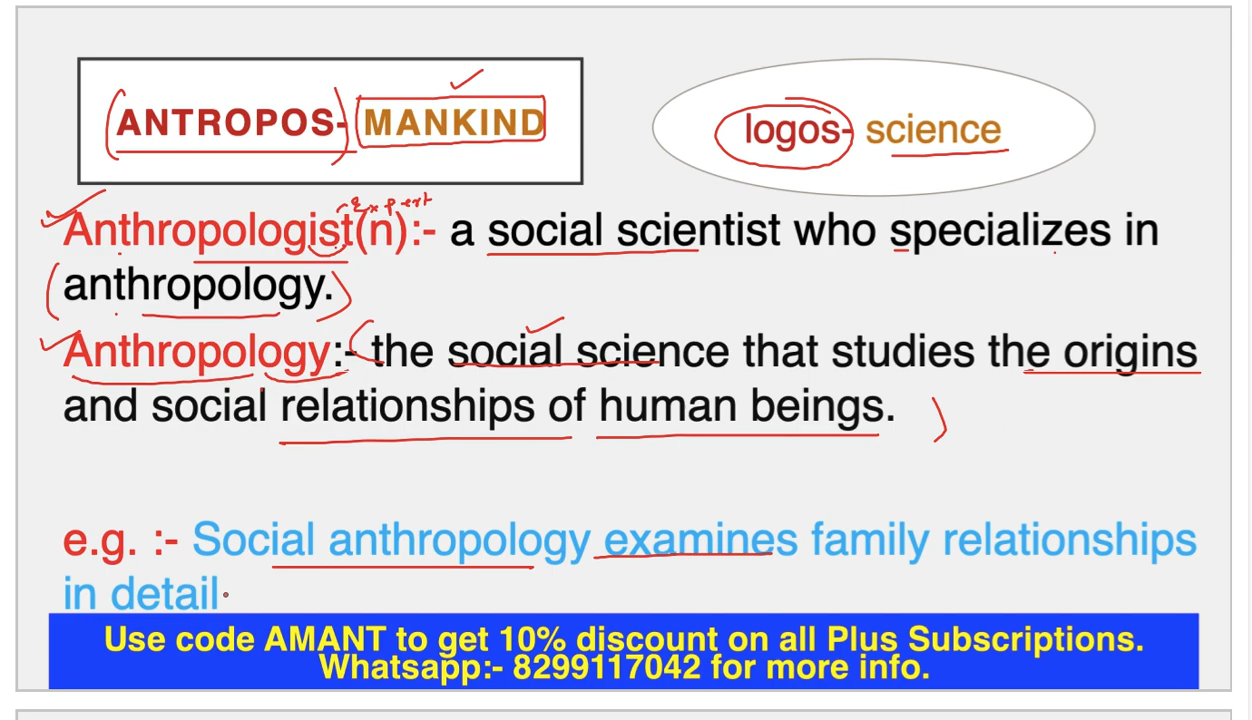 ANTROPOS- MANKIND
logos- science
Expert
Anthropologist(n):- a social scientist who specializes in
anthropology.
Anthropology:- the social science that studies the origins
and social relationships of human beings.
e.g. :- Social anthropology examines family relationships
in detail
Use code AMANT to get 10% discount on all Plus Subscriptions.
Whatsapp:- 8299117042 for more info.